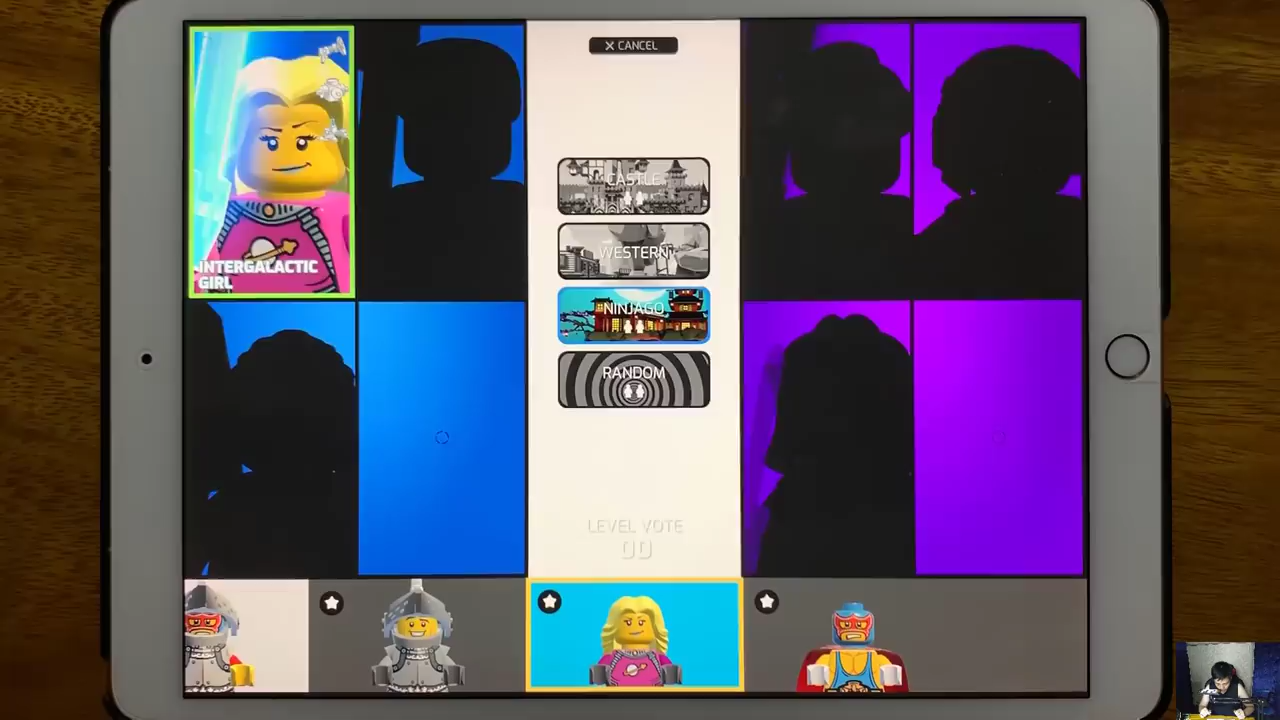 X CANCEL
CASTLE
WESTERN
NINJAGO
RANDOM
INTERGALACTIC
GIRL
LEVEL VOTE
00